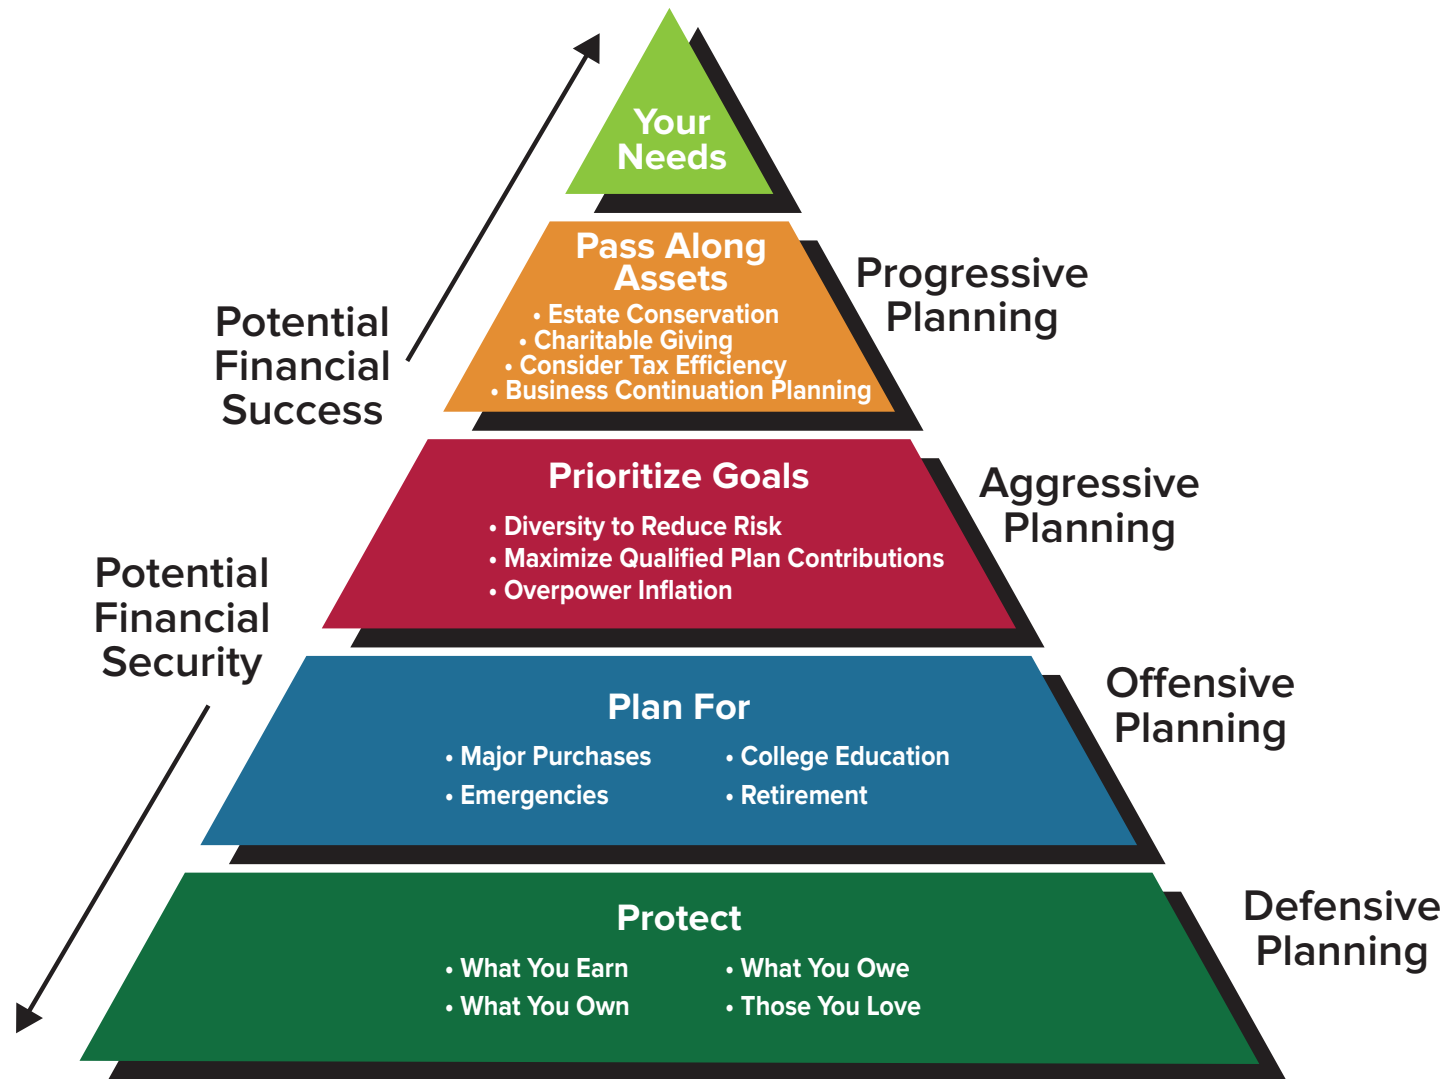 Your
Needs
Pass Along
Assets
• Estate Conservation
• Charitable Giving
• Consider Tax Efficiency
• Business Continuation Planning
Progressive
Planning
Potential
Financial
Success
Prioritize Goals
• Diversity to Reduce Risk
• Maximize Qualified Plan Contributions
• Overpower Inflation
Aggressive
Planning
Potential
Financial
Security
Plan For
• Major Purchases
• Emergencies
• College Education
• Retirement
Offensive
Planning
Protect
• What You Earn
• What You Own
• What You Owe
• Those You Love
Defensive
Planning